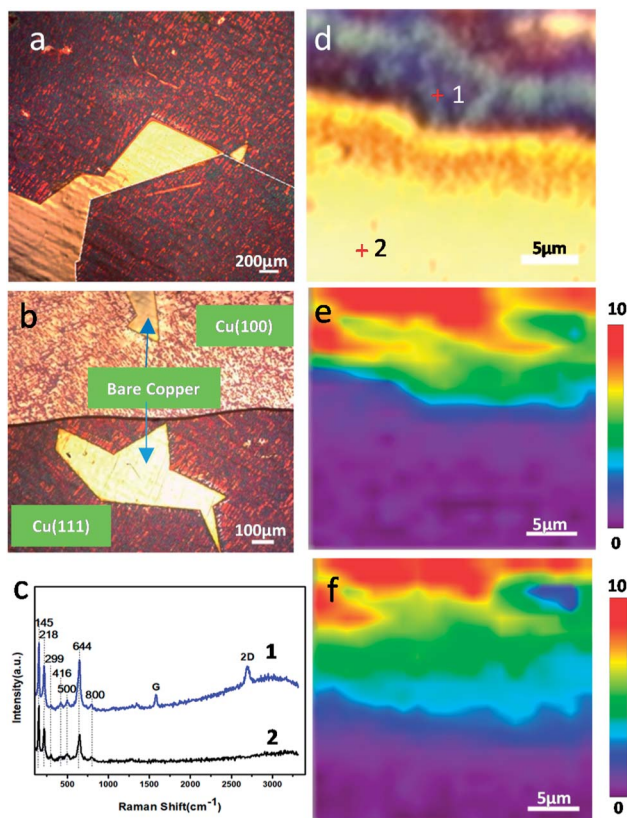 a
200μm
b
Cu(100)
Bare Copper
Cu(111)
100μm
c
145
218
299
416
500
644
800
G
2D
1
2
Intensity(a.u.)
500 1000 1500 2000 2500 3000
Raman Shift(cm⁻¹)
d
1
2
5μm
e
10
0
5μm
f
10
0
5μm